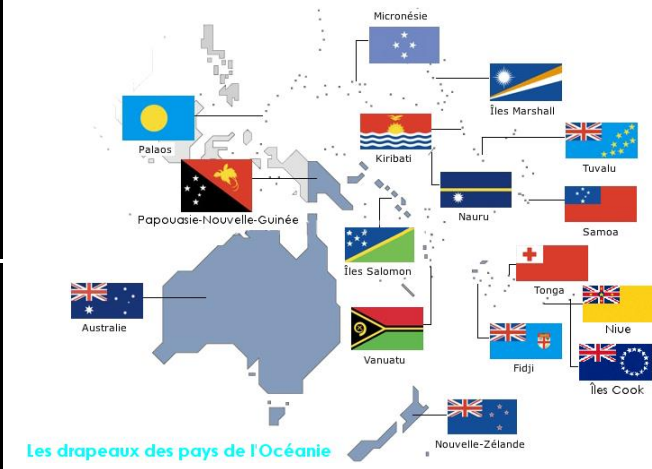 Micronésie
Îles Marshall
Palaos
Kiribati
Tuvalu
Papouasie-Nouvelle-Guinée
Nauru
Samoa
Îles Salomon
Tonga
Australie
Niue
Vanuatu
Fidji
Îles Cook
Nouvelle-Zélande
Les drapeaux des pays de l'Océanie